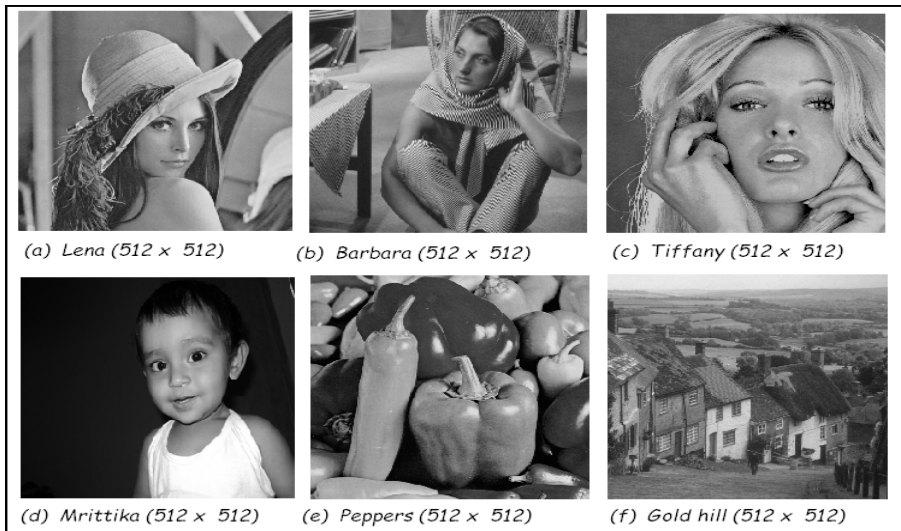 (a) Lena (512 x 512)
(b) Barbara (512 x 512)
(c) Tiffany (512 x 512)
(d) Mrittika (512 x 512)
(e) Peppers (512 x 512)
(f) Gold hill (512 x 512)